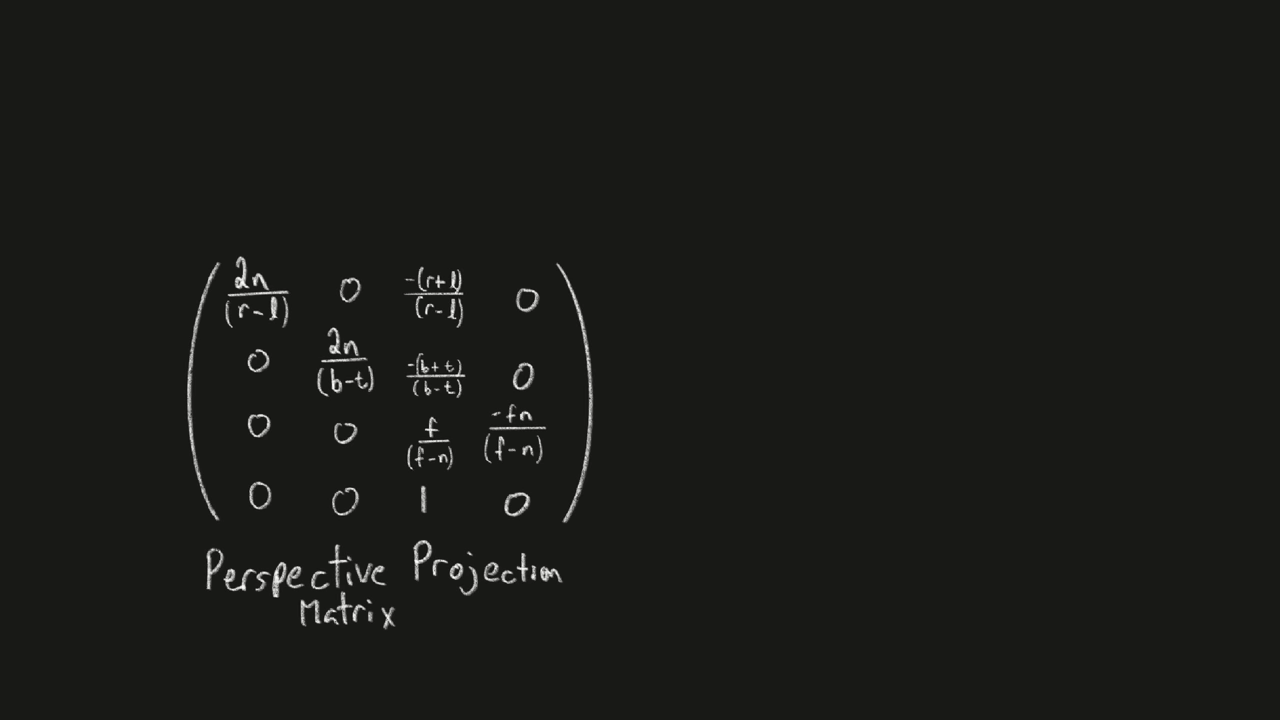 2n/(r-l) 0 -(r+l)/(r-l) 0
0 2n/(b-t) -(b+t)/(b-t) 0
0 0 f/(f-n) -fn/(f-n)
0 0 1 0
Perspective Projection
Matrix